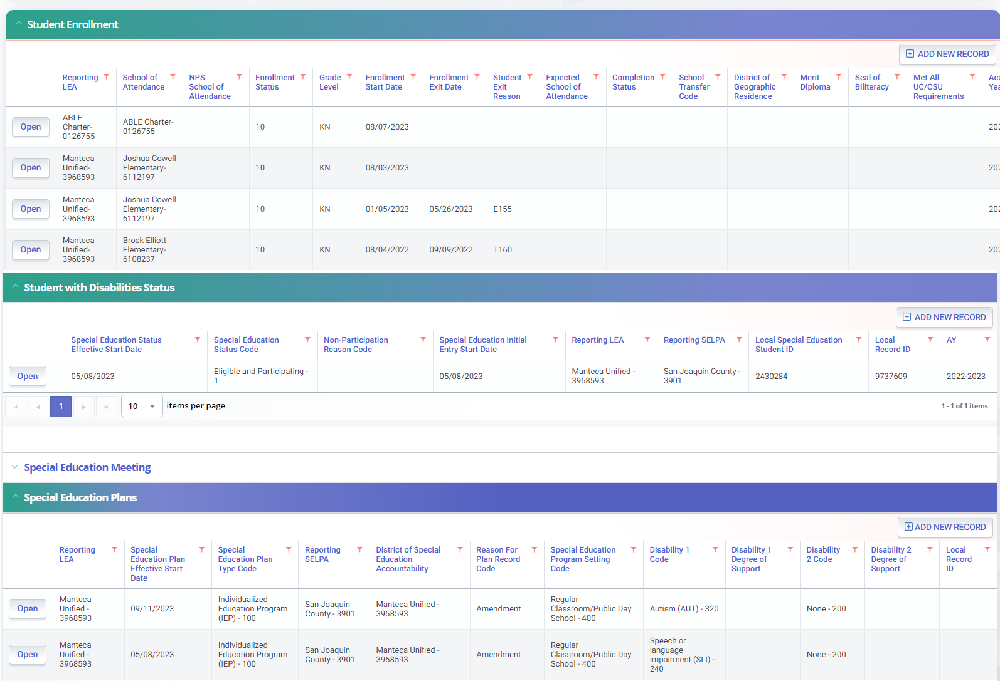 Student Enrollment
ADD NEW RECORD
Reporting LEA | School of Attendance | NPS School of Attendance | Enrollment Status | Grade Level | Enrollment Start Date | Enrollment Exit Date | Student Exit Reason | Expected School of Attendance | Completion Status | School Transfer Code | District of Geographic Residence | Merit Diploma | Seal of Biliteracy | Met All UC/CSU Requirements | Aca Yea
Open | ABLE Charter-0126755 | ABLE Charter-0126755 | 10 | KN | 08/07/2023 | 202
Open | Manteca Unified-3968593 | Joshua Cowell Elementary-6112197 | 10 | KN | 08/03/2023 | 202
Open | Manteca Unified-3968593 | Joshua Cowell Elementary-6112197 | 10 | KN | 01/05/2023 | 05/26/2023 | E155 | 202
Open | Manteca Unified-3968593 | Brock Elliott Elementary-6108237 | 10 | KN | 08/04/2022 | 09/09/2022 | T160 | 202
Student with Disabilities Status
ADD NEW RECORD
Special Education Status Effective Start Date | Special Education Status Code | Non-Participation Reason Code | Special Education Initial Entry Start Date | Reporting LEA | Reporting SELPA | Local Special Education Student ID | Local Record ID | AY
Open | 05/08/2023 | Eligible and Participating - 1 | 05/08/2023 | Manteca Unified - 3968593 | San Joaquin County - 3901 | 2430284 | 9737609 | 2022-2023
1 | 10 | items per page | 1 - 1 of 1 items
Special Education Meeting
Special Education Plans
ADD NEW RECORD
Reporting LEA | Special Education Plan Effective Start Date | Special Education Plan Type Code | Reporting SELPA | District of Special Education Accountability | Reason For Plan Record Code | Special Education Program Setting Code | Disability 1 Code | Disability 1 Degree of Support | Disability 2 Code | Disability 2 Degree of Support | Local Record ID
Open | Manteca Unified - 3968593 | 09/11/2023 | Individualized Education Program (IEP) - 100 | San Joaquin County - 3901 | Manteca Unified - 3968593 | Amendment | Regular Classroom/Public Day School - 400 | Autism (AUT) - 320 | None - 200
Open | Manteca Unified - 3968593 | 05/08/2023 | Individualized Education Program (IEP) - 100 | San Joaquin County - 3901 | Manteca Unified - 3968593 | Amendment | Regular Classroom/Public Day School - 400 | Speech or language impairment (SLI) - 240 | None - 200